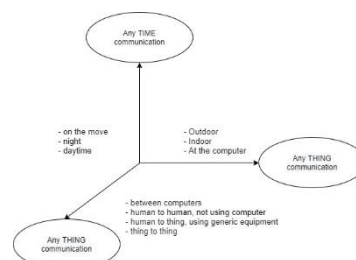 Any TIME
communication
- on the move
- night
- daytime
- Outdoor
- Indoor
- At the computer
Any THING
communication
- between computers
- human to human, not using computer
- human to thing, using generic equipment
- thing to thing
Any THING
communication